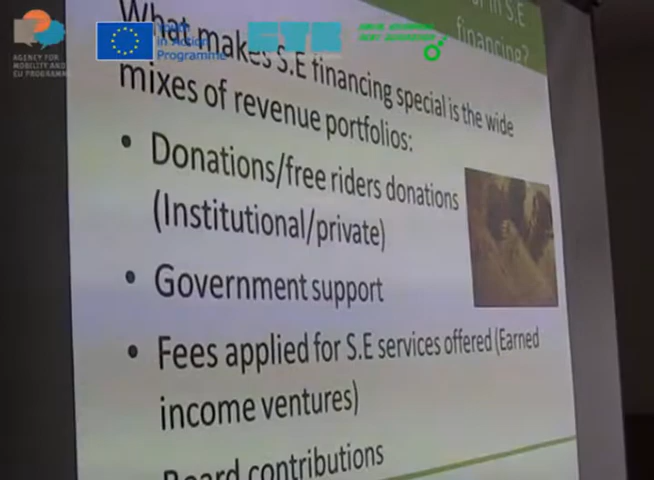 AGENCY FOR
MOBILITY AND
EU PROGRAMMES
in Action
Programme
in S.E
financing?
What makes S.E financing special is the wide
mixes of revenue portfolios:
• Donations/free riders donations
(Institutional/private)
• Government support
• Fees applied for S.E services offered (Earned
income ventures)
Board contributions